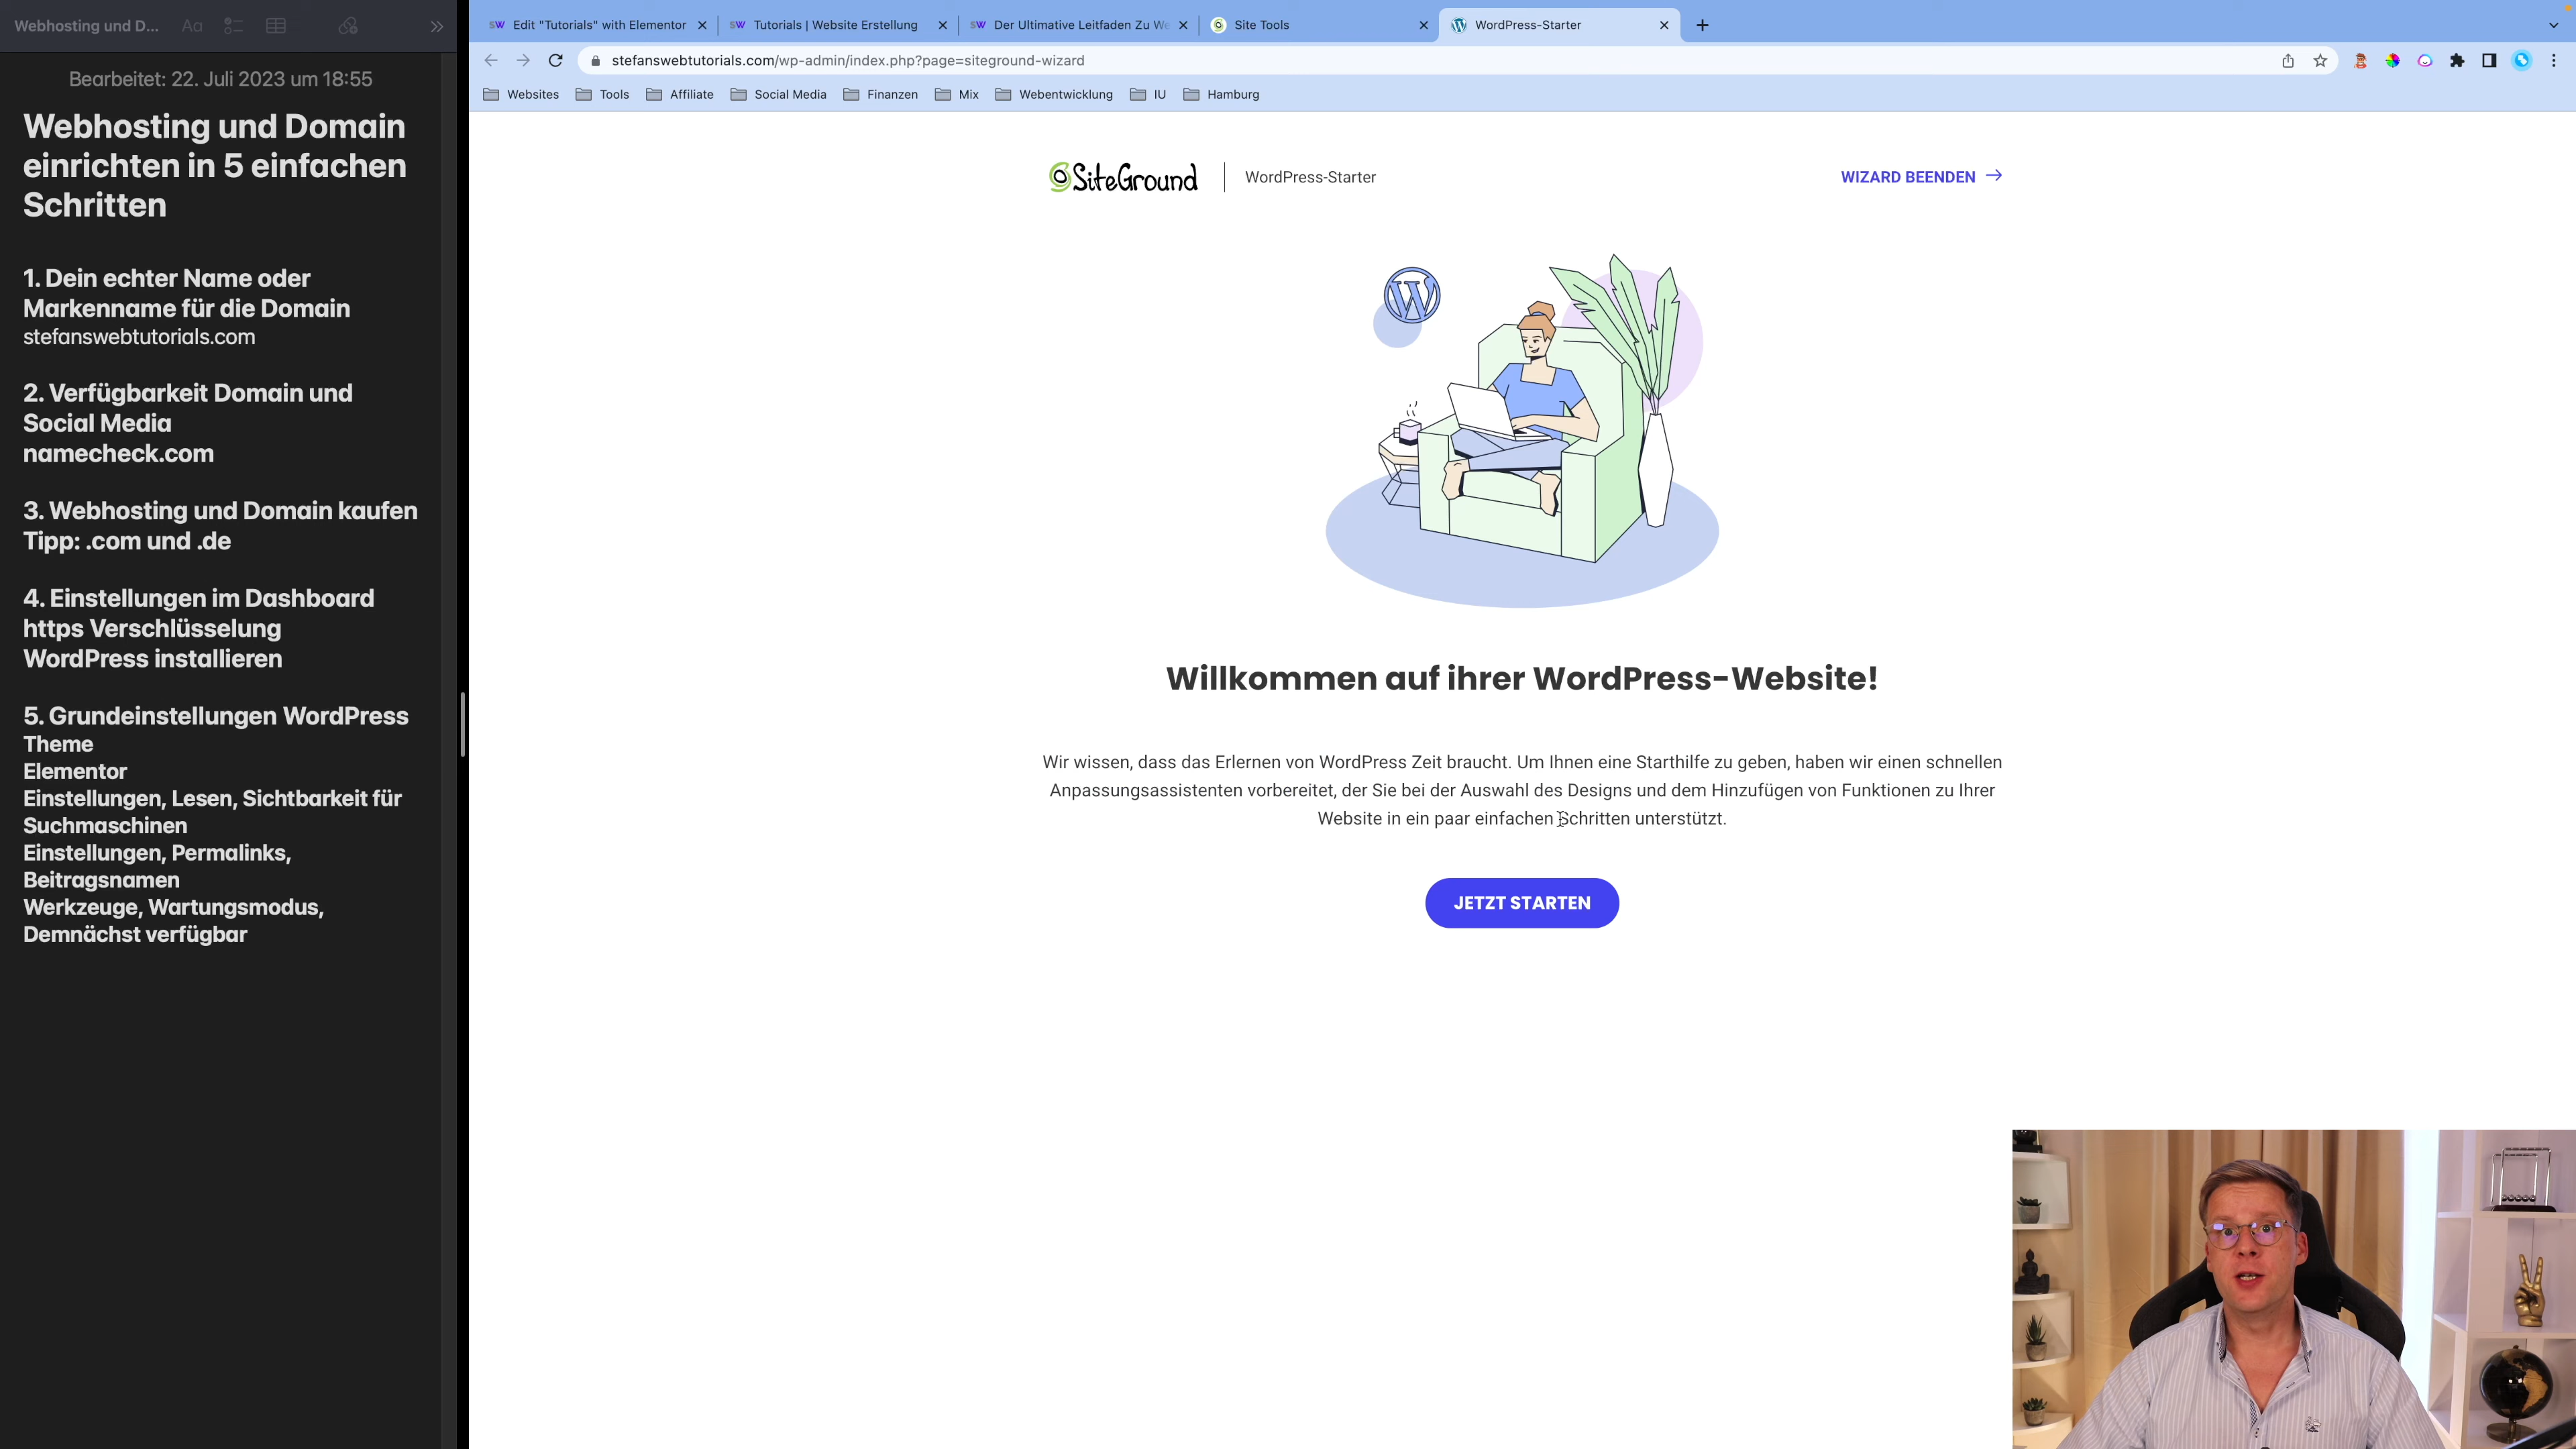 Webhosting und D...
Aa
Bearbeitet: 22. Juli 2023 um 18:55
Webhosting und Domain
einrichten in 5 einfachen
Schritten
1. Dein echter Name oder
Markenname für die Domain
stefanswebtutorials.com
2. Verfügbarkeit Domain und
Social Media
namecheck.com
3. Webhosting und Domain kaufen
Tipp: .com und .de
4. Einstellungen im Dashboard
https Verschlüsselung
WordPress installieren
5. Grundeinstellungen WordPress
Theme
Elementor
Einstellungen, Lesen, Sichtbarkeit für
Suchmaschinen
Einstellungen, Permalinks,
Beitragsnamen
Werkzeuge, Wartungsmodus,
Demnächst verfügbar
SW Edit "Tutorials" with Elementor
SW Tutorials | Website Erstellung
SW Der Ultimative Leitfaden Zu We
Site Tools
WordPress-Starter
stefanswebtutorials.com/wp-admin/index.php?page=siteground-wizard
Websites Tools Affiliate Social Media Finanzen Mix Webentwicklung IU Hamburg
SiteGround WordPress-Starter
WIZARD BEENDEN
Willkommen auf ihrer WordPress-Website!
Wir wissen, dass das Erlernen von WordPress Zeit braucht. Um Ihnen eine Starthilfe zu geben, haben wir einen schnellen
Anpassungsassistenten vorbereitet, der Sie bei der Auswahl des Designs und dem Hinzufügen von Funktionen zu Ihrer
Website in ein paar einfachen Schritten unterstützt.
JETZT STARTEN